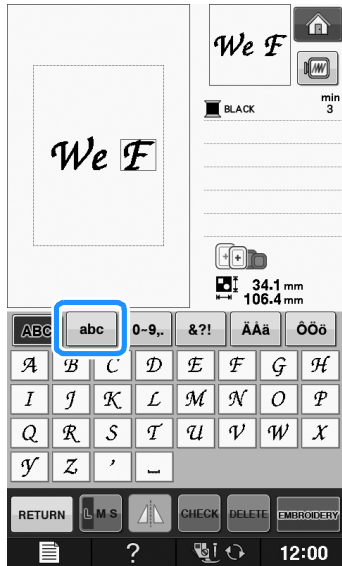 We F
We F
BLACK
min
3
34.1 mm
106.4 mm
ABC abc 0~9,. &?! ÄÅä ÔÖö
A B C D E F G H
I J K L M N O P
Q R S T U V W X
Y Z ’ ⎵
RETURN L M S CHECK DELETE EMBROIDERY
? 12:00